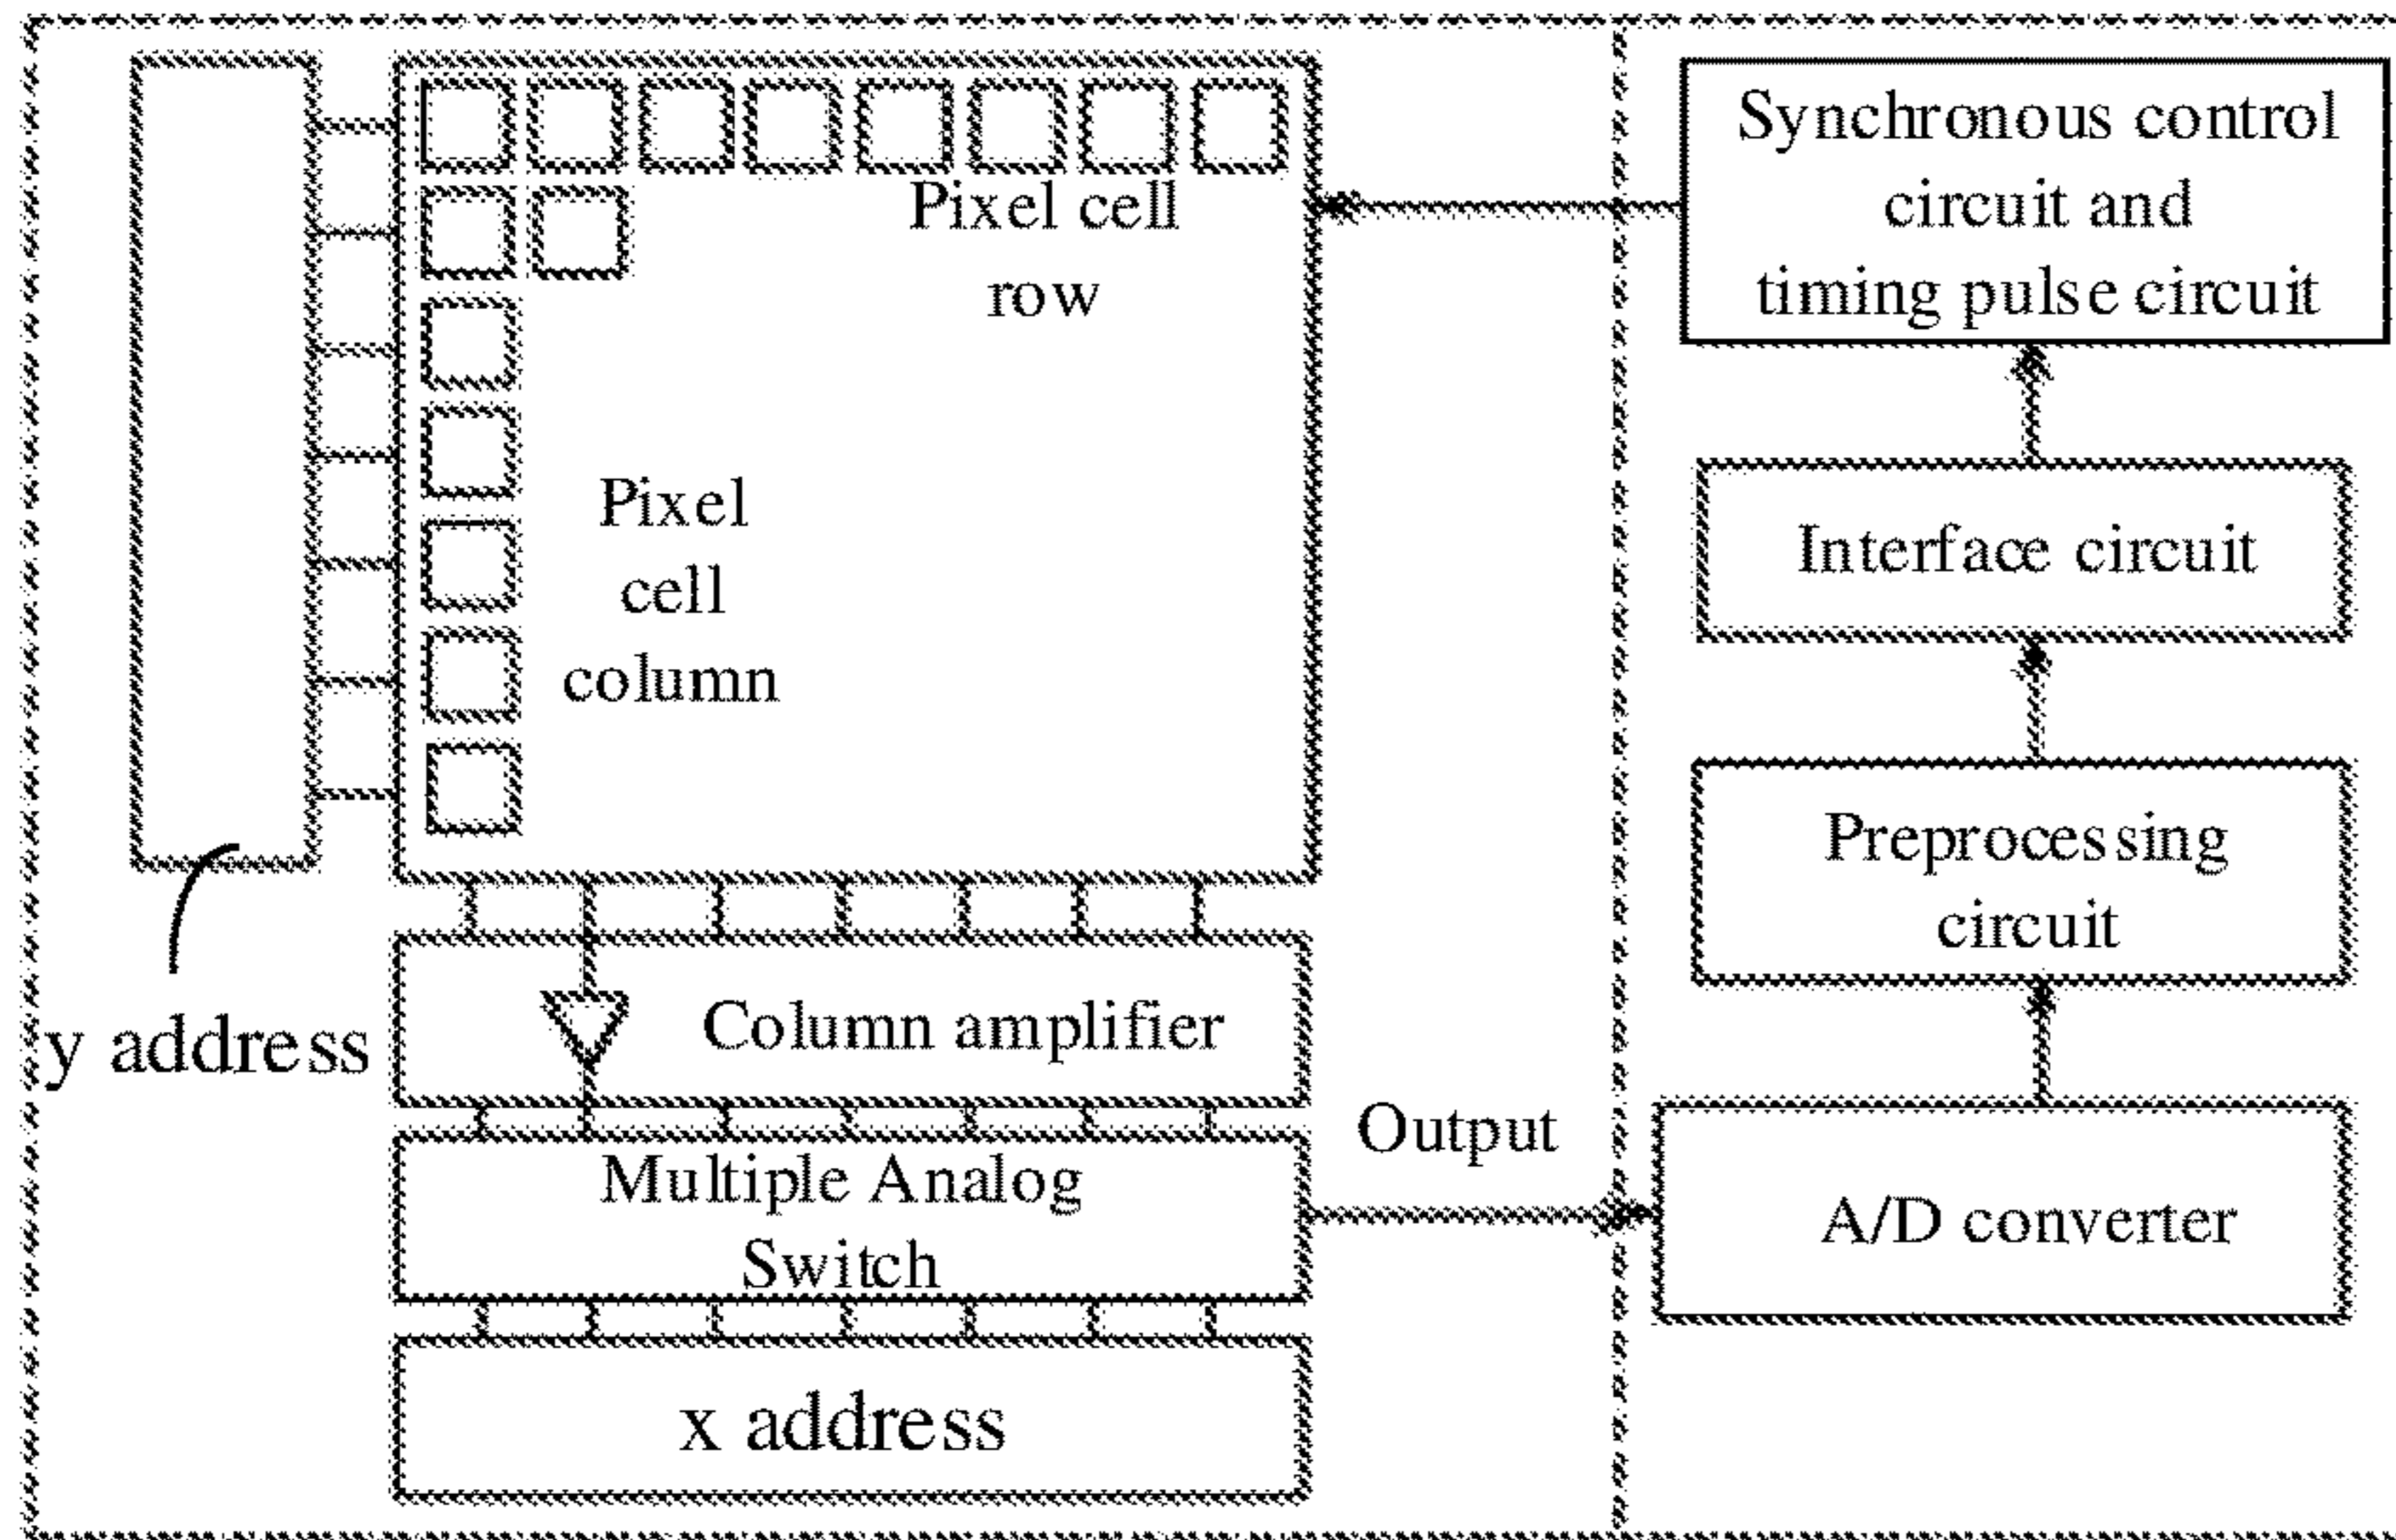 Pixel cell
row
Pixel
cell
column
y address
Column amplifier
Multiple Analog
Switch
x address
Output
Synchronous control
circuit and
timing pulse circuit
Interface circuit
Preprocessing
circuit
A/D converter